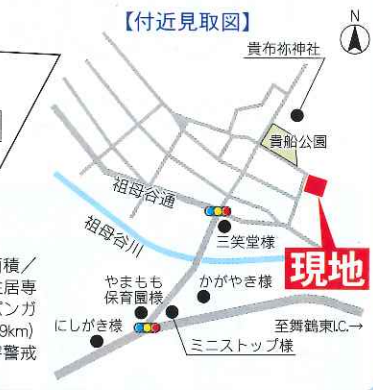 【付近見取図】
N
貴布祢神社
貴船公園
祖母谷通
祖母谷川
三笑堂様
現地
やまもも
保育園様
かがやき様
にしがき様
ミニストップ様
至舞鶴東I.C.→
面積／
住居専
バンガ
9km)
警戒